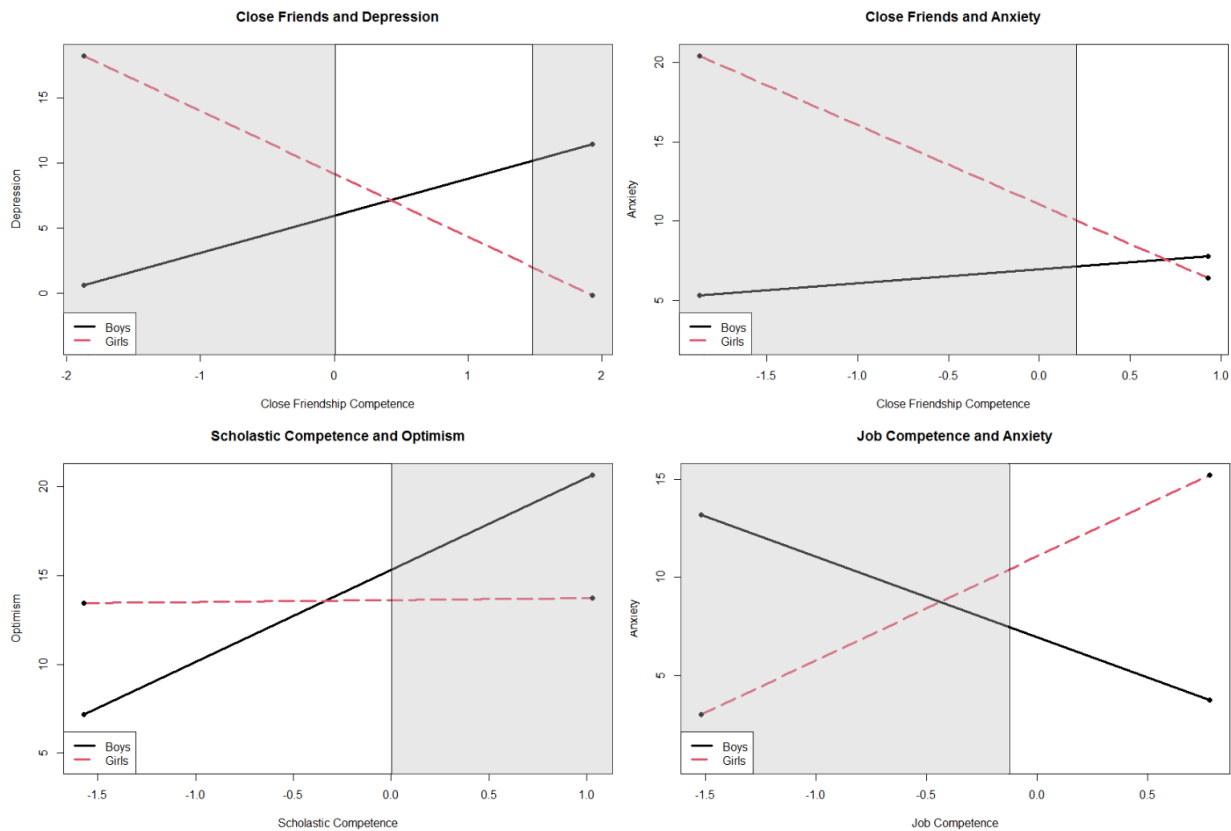 Close Friends and Depression
Depression
15
10
5
0
Boys
Girls
-2 -1 0 1 2
Close Friendship Competence
Close Friends and Anxiety
Anxiety
20
15
10
5
Boys
Girls
-1.5 -1.0 -0.5 0.0 0.5 1.0
Close Friendship Competence
Scholastic Competence and Optimism
Optimism
20
15
10
5
Boys
Girls
-1.5 -1.0 -0.5 0.0 0.5 1.0
Scholastic Competence
Job Competence and Anxiety
Anxiety
15
10
5
Boys
Girls
-1.5 -1.0 -0.5 0.0 0.5
Job Competence